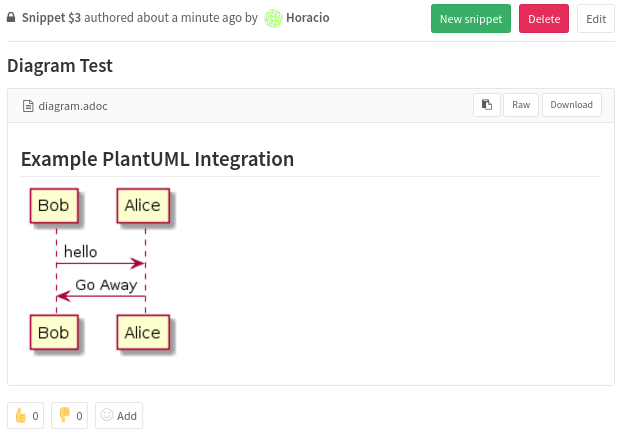 Snippet $3 authored about a minute ago by Horacio
New snippet
Delete
Edit
Diagram Test
diagram.adoc
Raw
Download
Example PlantUML Integration
Bob
Alice
hello
Go Away
Bob
Alice
0
0
Add